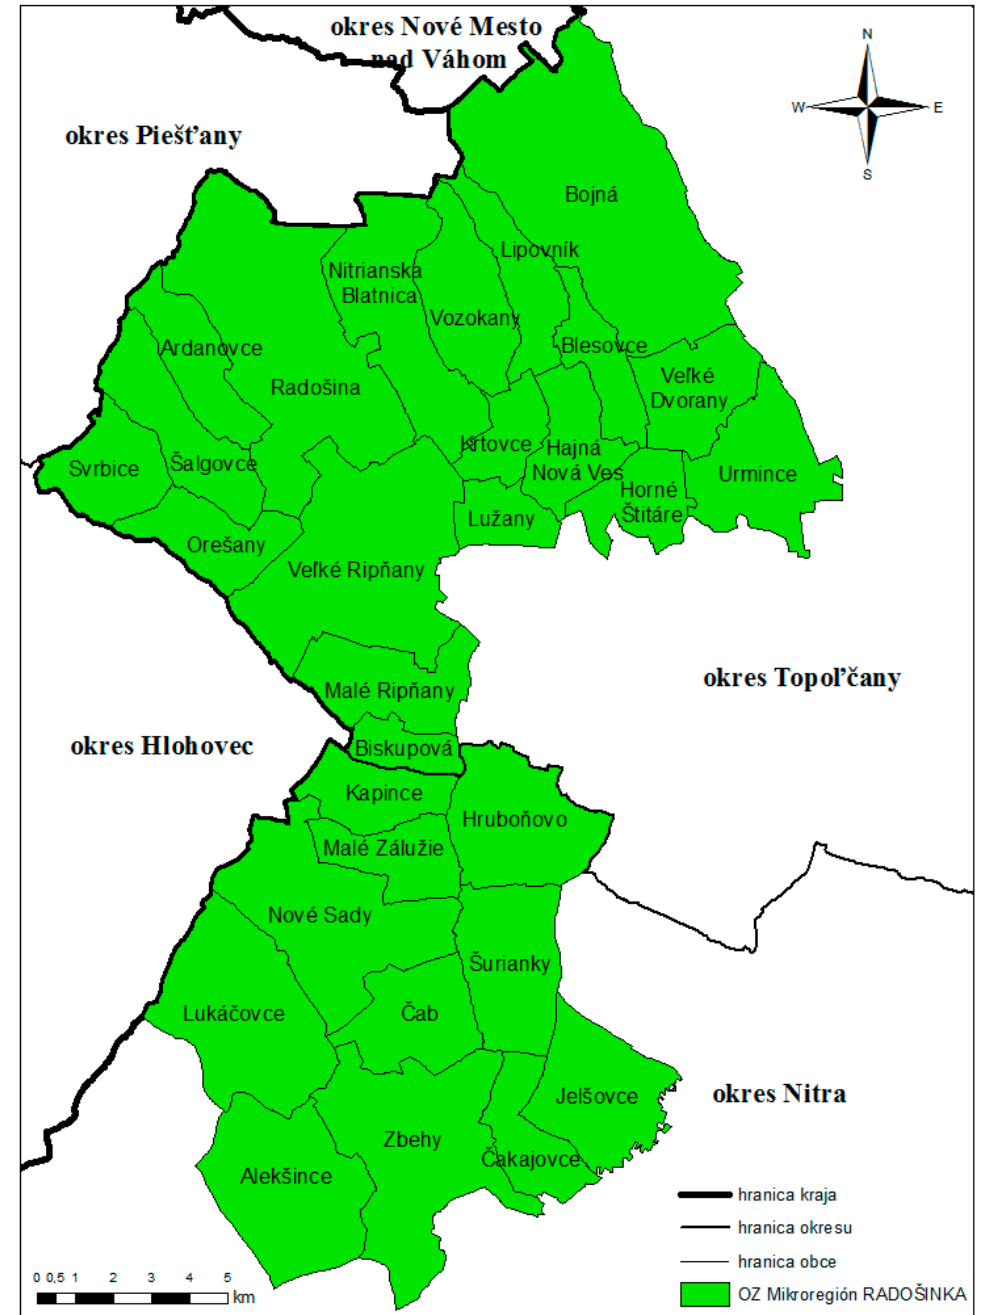 okres Nové Mesto
nad Váhom
N
W
E
S
okres Piešťany
Bojná
Lipovník
Nitrianska
Blatnica
Vozokany
Ardanovce
Blesovce
Radošina
Veľké
Dvorany
Krtovce
Hajná
Nová Ves
Svrbice
Šalgovce
Urmince
Horné
Štitáre
Lužany
Orešany
Veľké Ripňany
okres Topoľčany
Malé Ripňany
okres Hlohovec
Biskupová
Kapince
Hruboňovo
Malé Zálužie
Nové Sady
Šurianky
Lukáčovce
Čab
Jelšovce
okres Nitra
Zbehy
Čakajovce
Alekšince
hranica kraja
hranica okresu
hranica obce
OZ Mikroregión RADOŠINKA
0 0,5 1 2 3 4 5
km